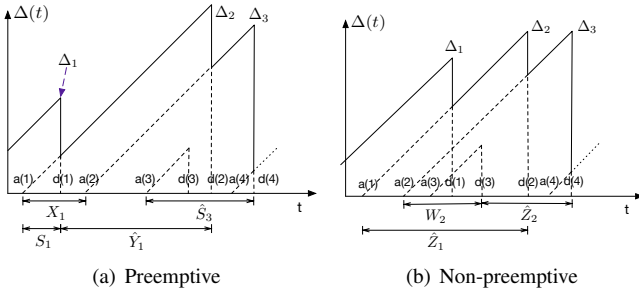 Δ(t)
Δ₂
Δ₃
Δ₁
a(1) d(1) a(2) a(3) d(3) d(2) a(4) d(4)
t
X₁
Ŝ₃
S₁
Ŷ₁
(a) Preemptive
Δ(t)
Δ₁
Δ₂
Δ₃
a(1) a(2) a(3) d(1) d(3) d(2) a(4) d(4)
t
W₂
Ẑ₂
Ẑ₁
(b) Non-preemptive